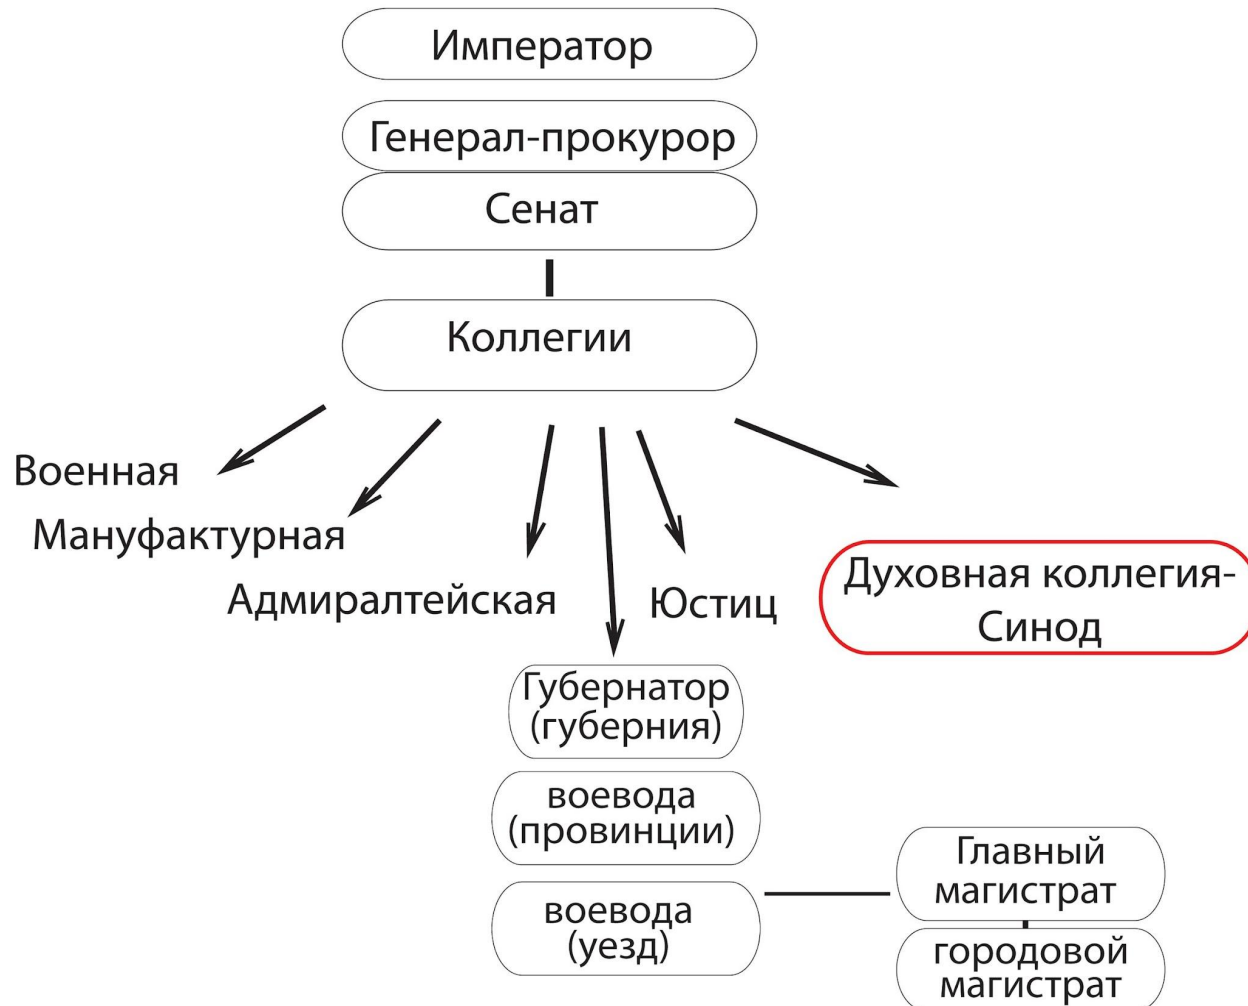 Император
Генерал-прокурор
Сенат
Коллегии
Военная
Мануфактурная
Адмиралтейская
Юстиц
Духовная коллегия-
Синод
Губернатор
(губерния)
воевода
(провинции)
воевода
(уезд)
Главный
магистрат
городовой
магистрат